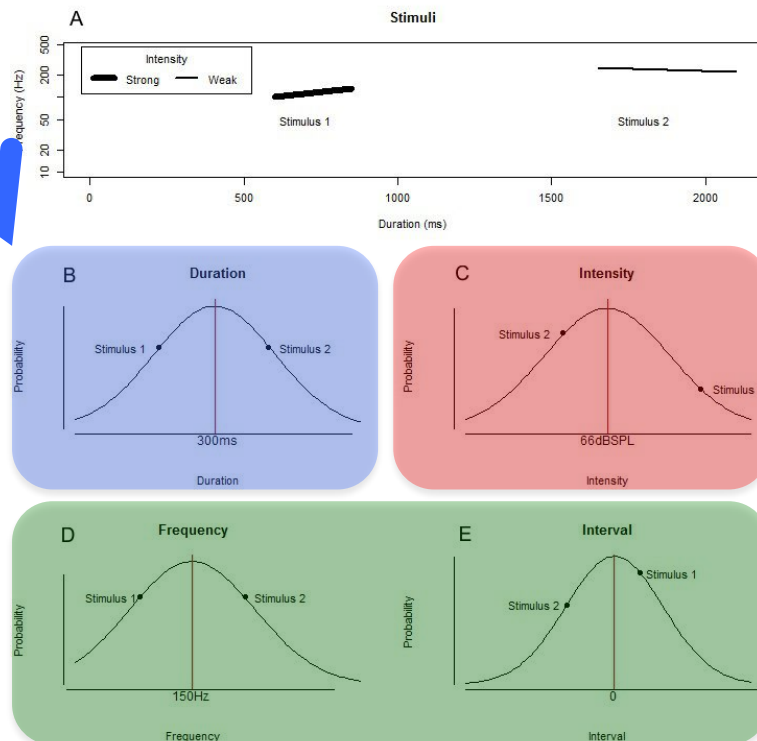 A
Stimuli
500
200
50
20
10
requency (Hz)
Intensity
Strong
Weak
Stimulus 1
Stimulus 2
0
500
1000
1500
2000
Duration (ms)
B
Duration
Probability
Stimulus 1
Stimulus 2
300ms
Duration
C
Intensity
Probability
Stimulus 2
Stimulus
66dBSPL
Intensity
D
Frequency
Probability
Stimulus 1
Stimulus 2
150Hz
Frequency
E
Interval
Probability
Stimulus 1
Stimulus 2
0
Interval